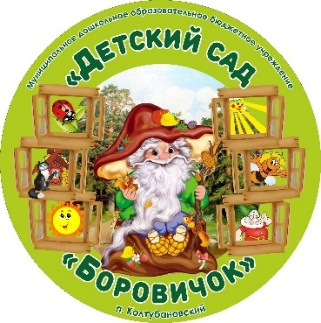 Муниципальное дошкольное образовательное бюджетное учреждение
«Детский сад
«Боровичок»
п. Колтубановский